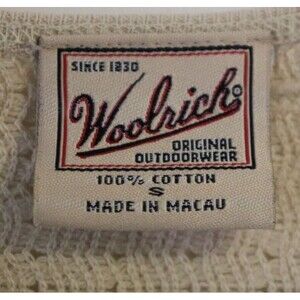 SINCE 1830
Woolrich
ORIGINAL
OUTDOORWEAR
100% COTTON
S
MADE IN MACAU